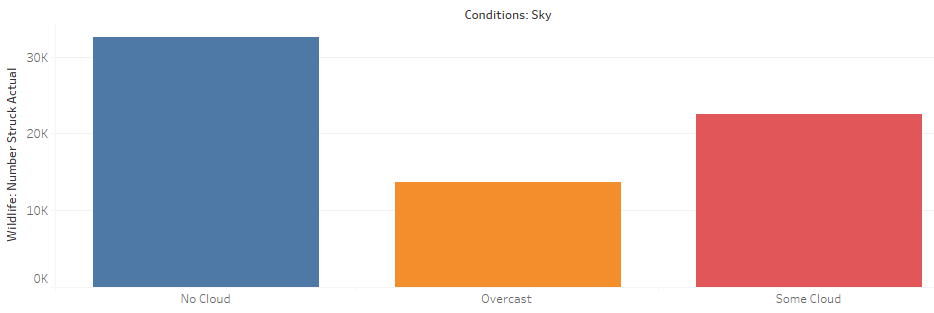 Conditions: Sky
Wildlife: Number Struck Actual
30K
20K
10K
0K
No Cloud
Overcast
Some Cloud